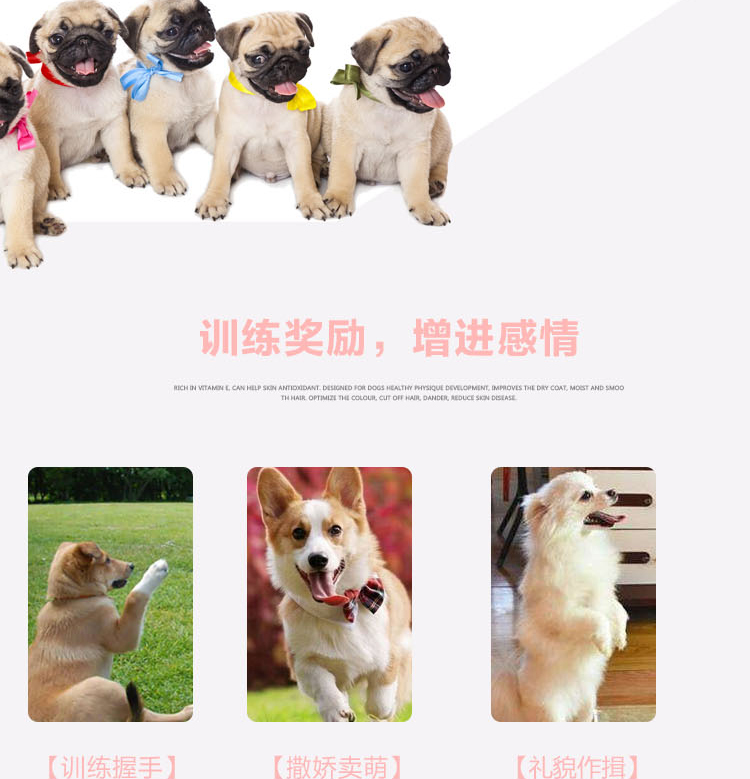 训练奖励，增进感情
RICH IN VITAMIN E, CAN HELP SKIN ANTIOXIDANT. DESIGNED FOR DOGS HEALTHY PHYSIQUE DEVELOPMENT, IMPROVES THE DRY COAT, MOIST AND SMOO
TH HAIR. OPTIMIZE THE COLOUR, CUT OFF HAIR, DANDER, REDUCE SKIN DISEASE.
【训练握手】 【撒娇卖萌】 【礼貌作揖】